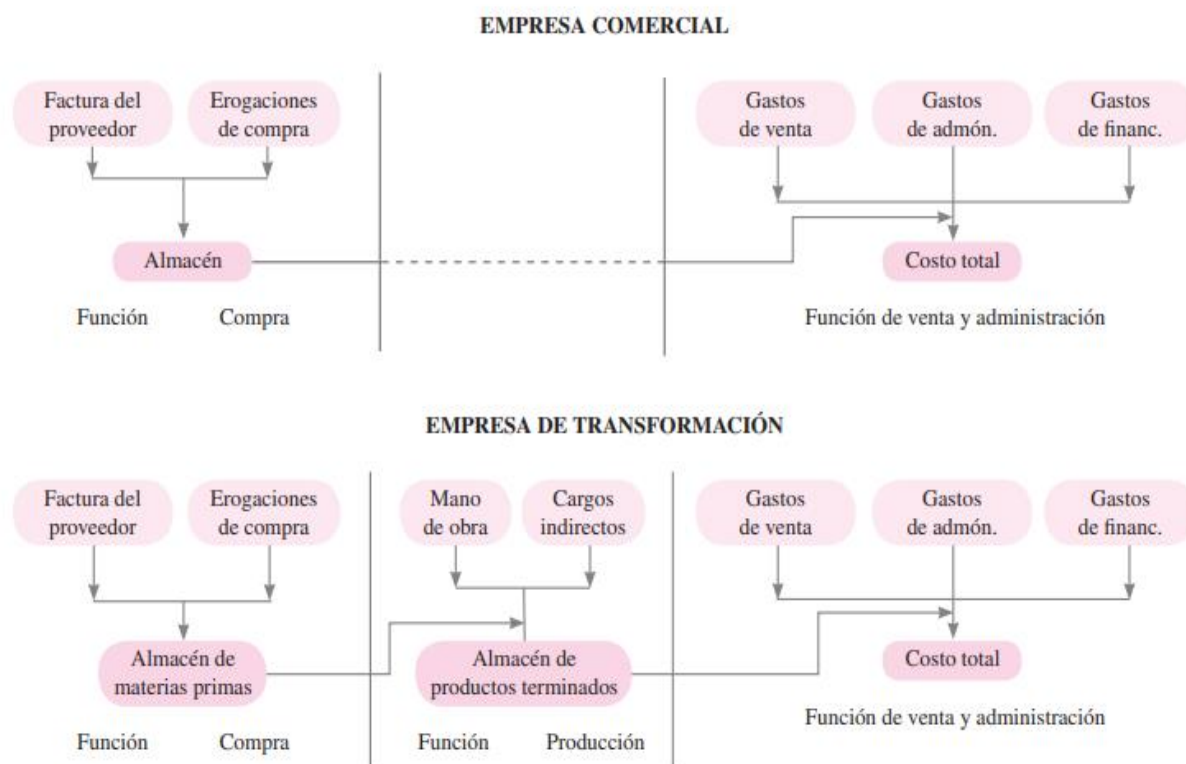 EMPRESA COMERCIAL
Factura del
proveedor
Erogaciones
de compra
Gastos
de venta
Gastos
de admón.
Gastos
de financ.
Almacén
Costo total
Función Compra
Función de venta y administración
EMPRESA DE TRANSFORMACIÓN
Factura del
proveedor
Erogaciones
de compra
Mano
de obra
Cargos
indirectos
Gastos
de venta
Gastos
de admón.
Gastos
de financ.
Almacén de
materias primas
Almacén de
productos terminados
Costo total
Función Compra
Función Producción
Función de venta y administración